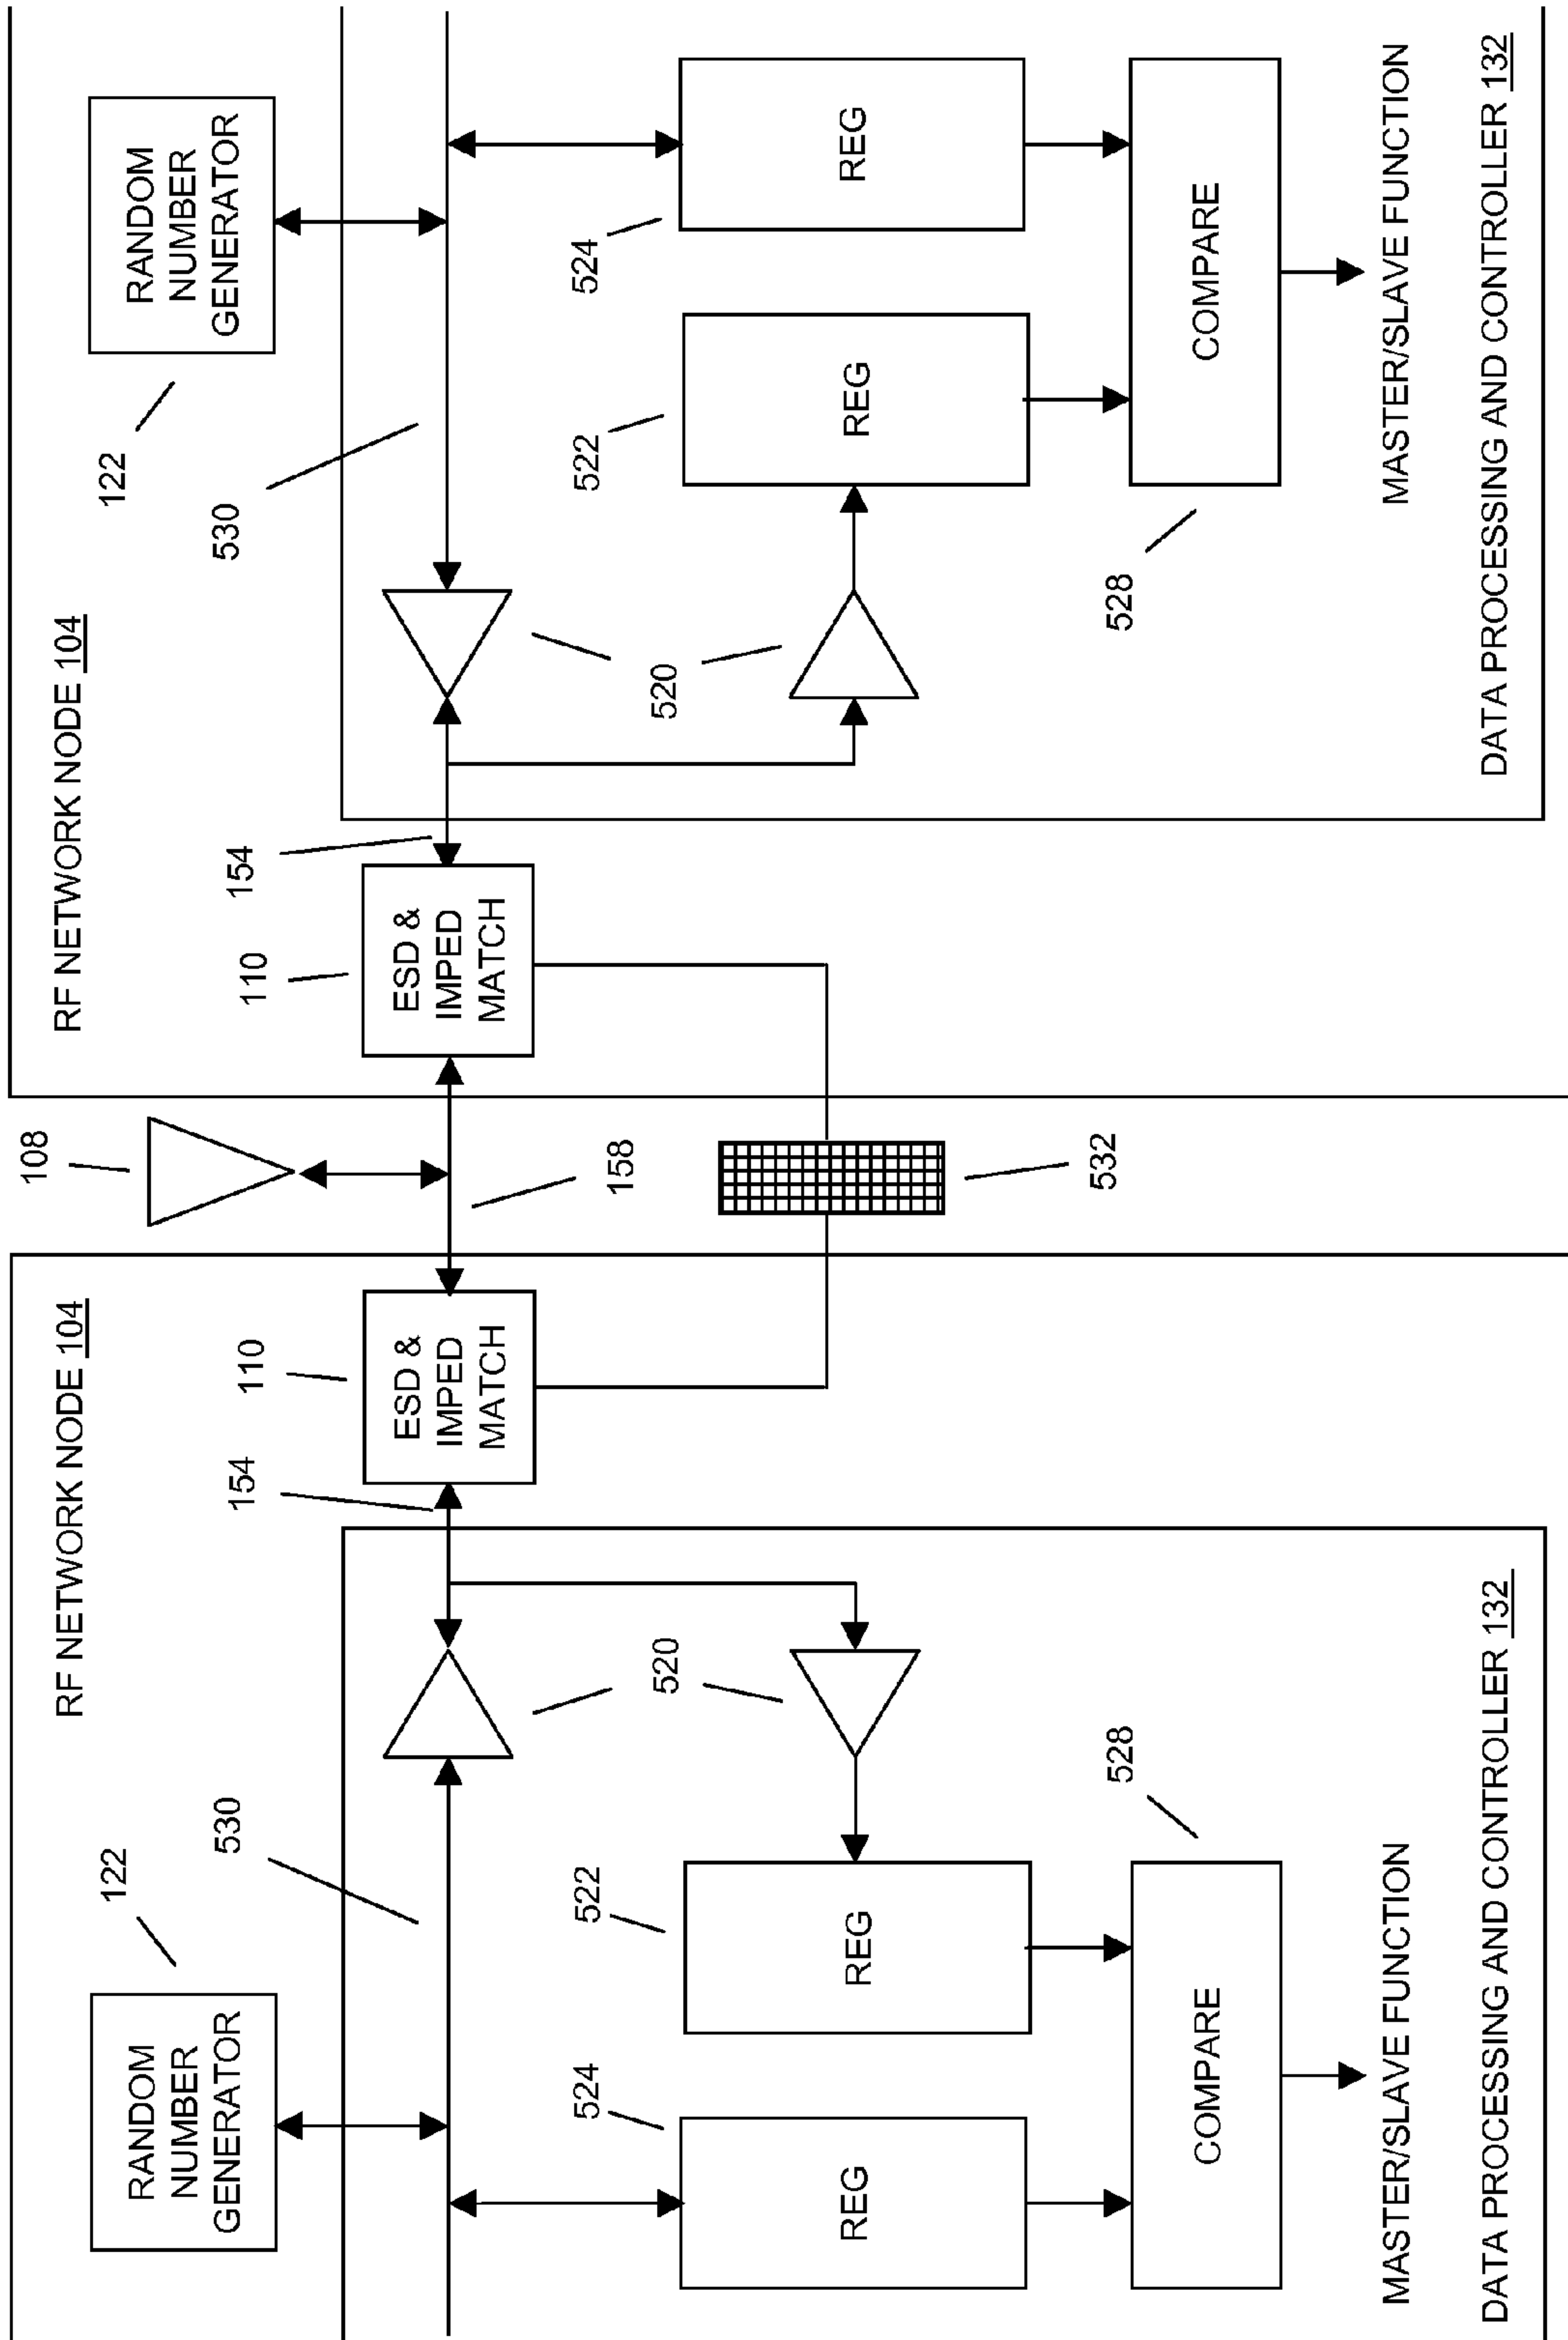 RF NETWORK NODE 104
122
RANDOM
NUMBER
GENERATOR
530
154
110
ESD &
IMPED
MATCH
520
524
REG
522
REG
528
COMPARE
MASTER/SLAVE FUNCTION
DATA PROCESSING AND CONTROLLER 132
108
158
532
RF NETWORK NODE 104
110
ESD &
IMPED
MATCH
154
530
122
RANDOM
NUMBER
GENERATOR
520
522
REG
524
REG
528
COMPARE
MASTER/SLAVE FUNCTION
DATA PROCESSING AND CONTROLLER 132